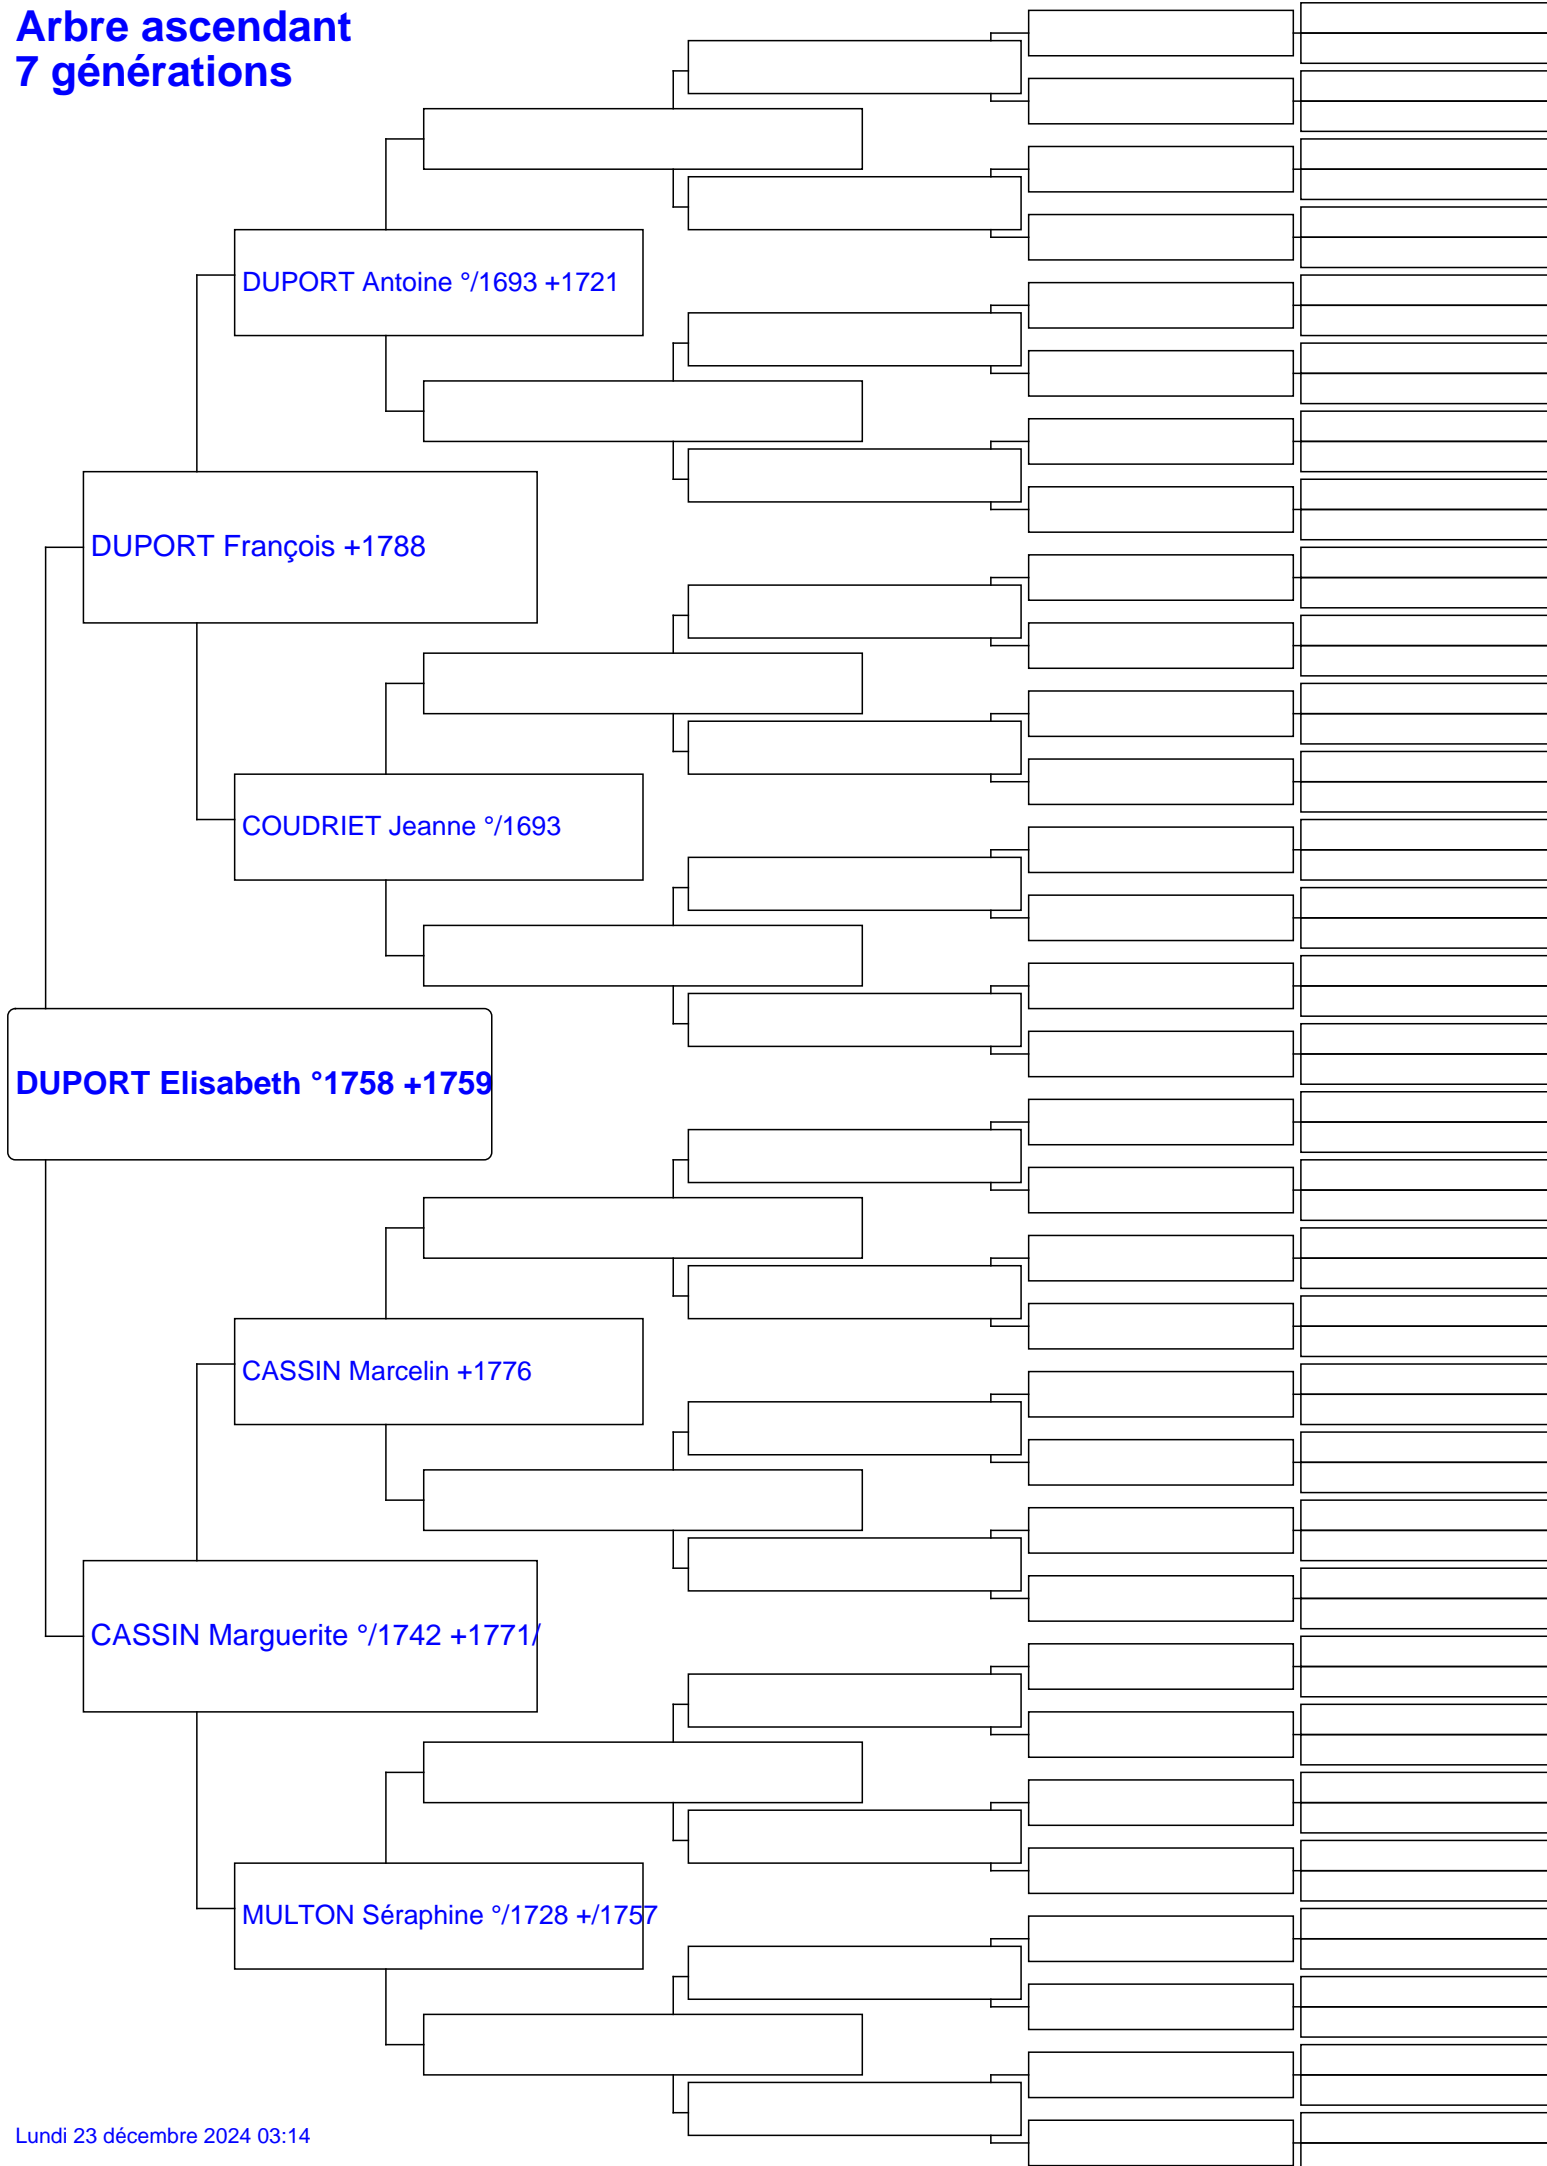 Arbre ascendant
7 générations
DUPORT Antoine °/1693 +1721
DUPORT François +1788
COUDRIET Jeanne °/1693
DUPORT Elisabeth °1758 +1759
CASSIN Marcelin +1776
CASSIN Marguerite °/1742 +1771/
MULTON Séraphine °/1728 +/1757
Lundi 23 décembre 2024 03:14